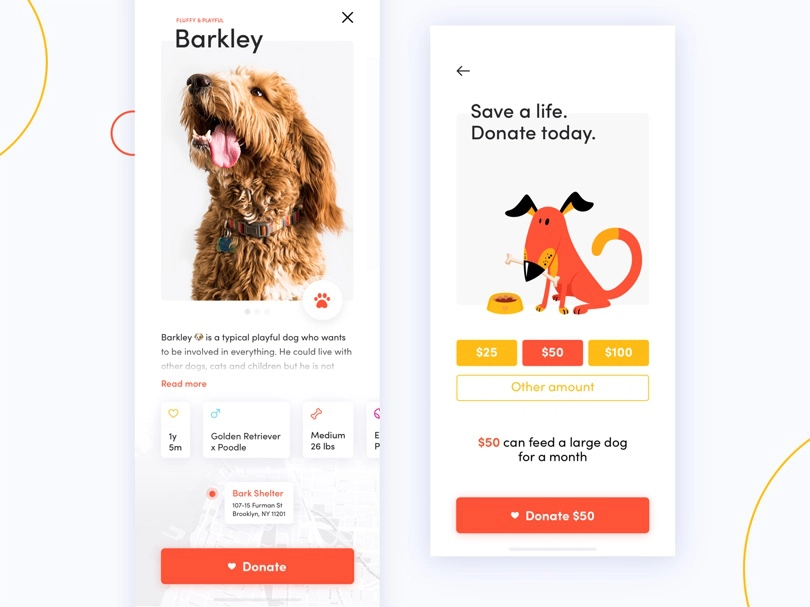 FLUFFY & PLAYFUL
Barkley
Barkley 🐶 is a typical playful dog who wants
to be involved in everything. He could live with
other dogs, cats and children but he is not
Read more
1y
5m
Golden Retriever
x Poodle
Medium
26 lbs
E
P
Bark Shelter
107-15 Furman St
Brooklyn, NY 11201
Donate
Save a life.
Donate today.
$25
$50
$100
Other amount
$50 can feed a large dog
for a month
Donate $50